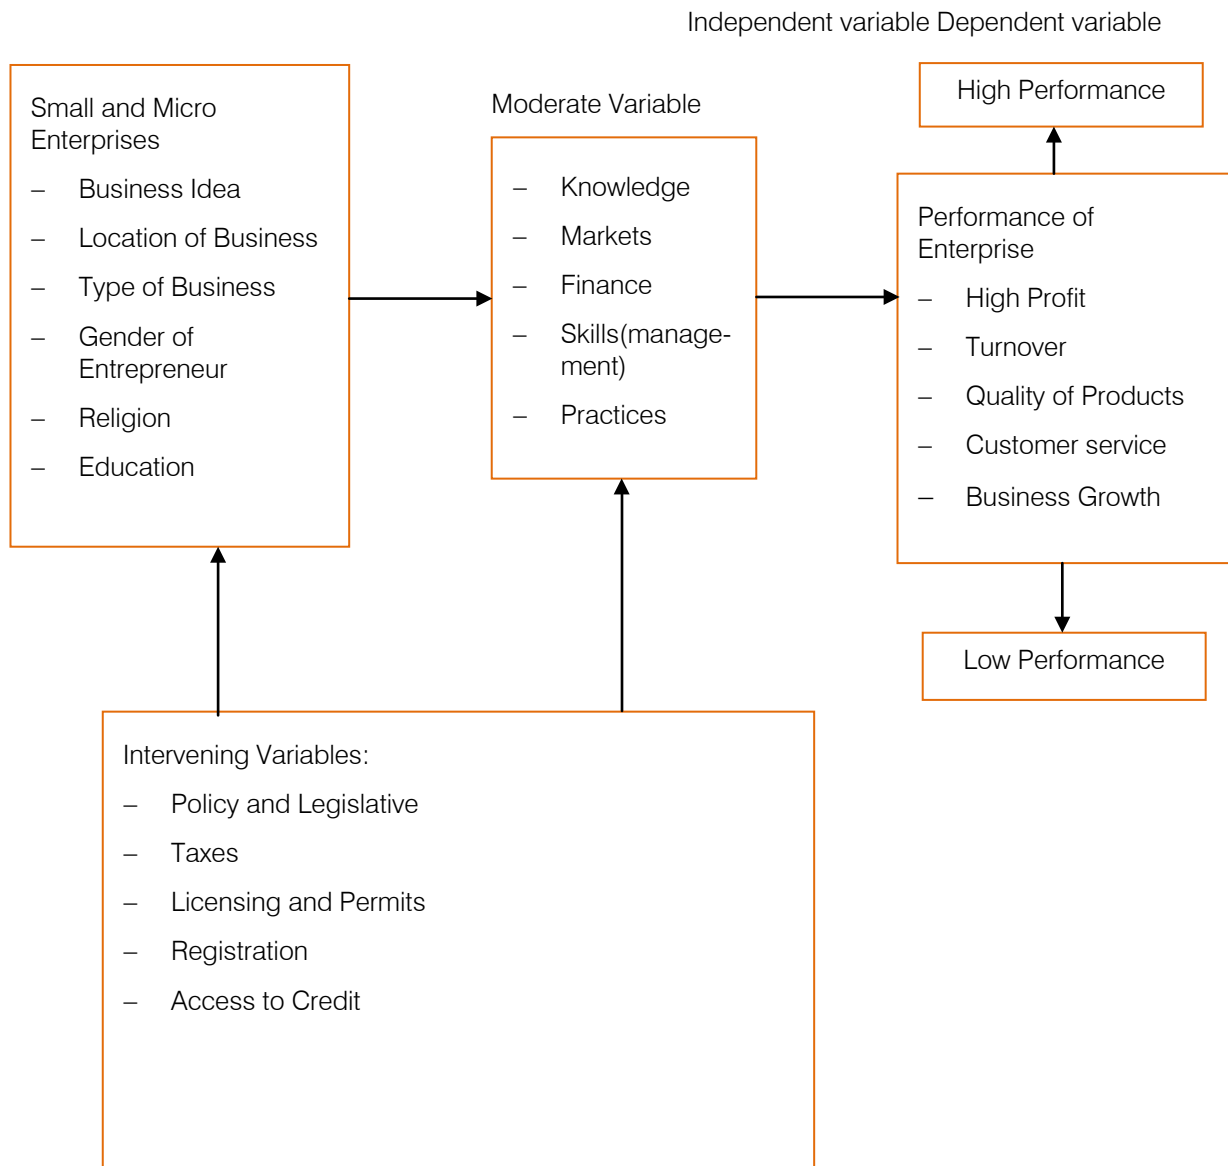 Independent variable Dependent variable
Small and Micro
Enterprises
– Business Idea
– Location of Business
– Type of Business
– Gender of
Entrepreneur
– Religion
– Education
Moderate Variable
– Knowledge
– Markets
– Finance
– Skills(manage-
ment)
– Practices
High Performance
Performance of
Enterprise
– High Profit
– Turnover
– Quality of Products
– Customer service
– Business Growth
Low Performance
Intervening Variables:
– Policy and Legislative
– Taxes
– Licensing and Permits
– Registration
– Access to Credit